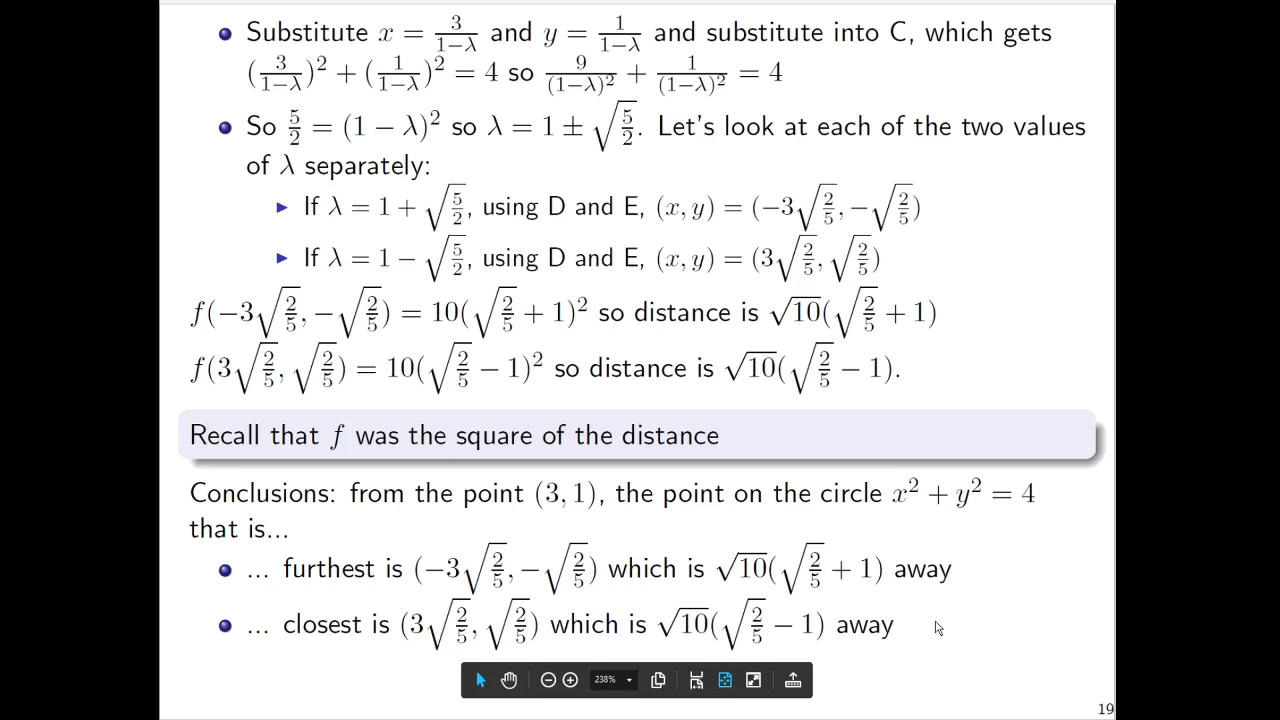 Substitute x = 3/(1−λ) and y = 1/(1−λ) and substitute into C, which gets
(3/(1−λ))² + (1/(1−λ))² = 4 so 9/(1−λ)² + 1/(1−λ)² = 4
So 5/2 = (1 − λ)² so λ = 1 ± √(5/2). Let's look at each of the two values
of λ separately:
If λ = 1 + √(5/2), using D and E, (x, y) = (−3√(2/5), −√(2/5))
If λ = 1 − √(5/2), using D and E, (x, y) = (3√(2/5), √(2/5))
f(−3√(2/5), −√(2/5)) = 10(√(2/5) + 1)² so distance is √10(√(2/5) + 1)
f(3√(2/5), √(2/5)) = 10(√(2/5) − 1)² so distance is √10(√(2/5) − 1).
Recall that f was the square of the distance
Conclusions: from the point (3, 1), the point on the circle x² + y² = 4
that is...
... furthest is (−3√(2/5), −√(2/5)) which is √10(√(2/5) + 1) away
... closest is (3√(2/5), √(2/5)) which is √10(√(2/5) − 1) away
238%
19